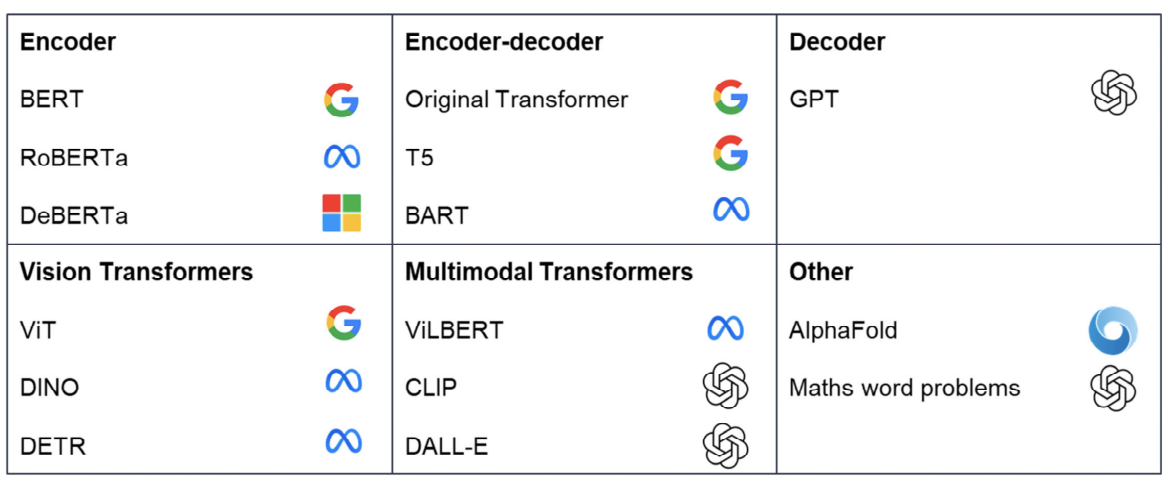 Encoder
BERT
RoBERTa
DeBERTa
Encoder-decoder
Original Transformer
T5
BART
Decoder
GPT
Vision Transformers
ViT
DINO
DETR
Multimodal Transformers
ViLBERT
CLIP
DALL-E
Other
AlphaFold
Maths word problems